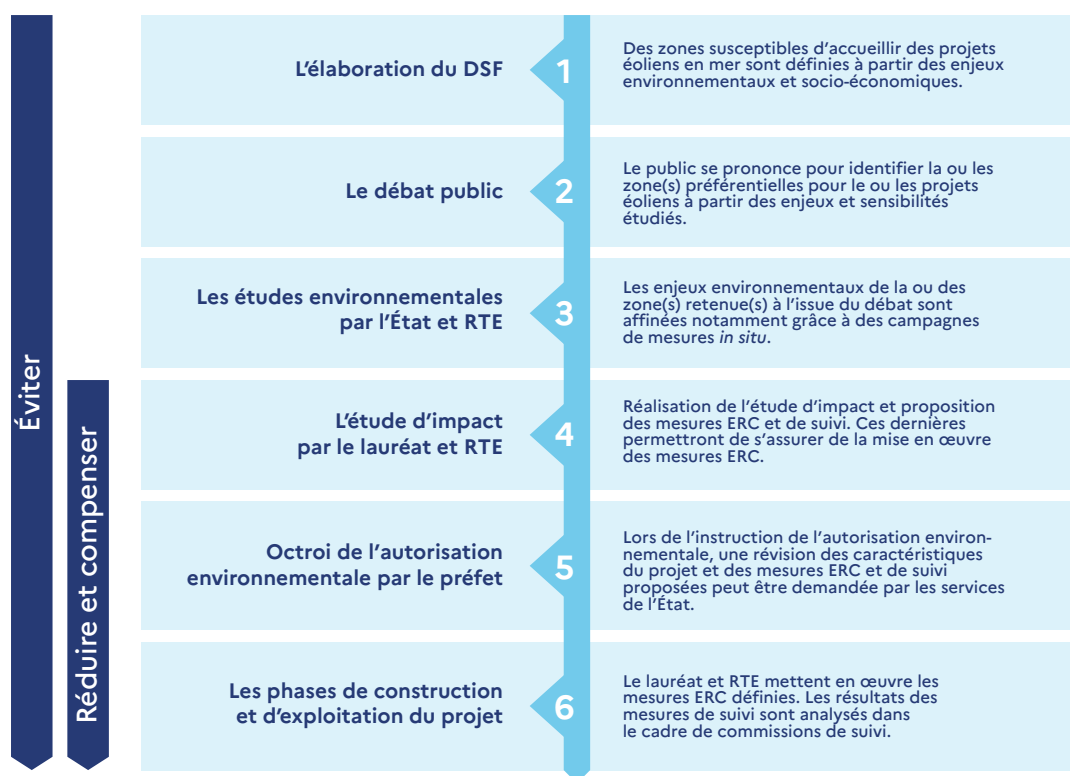 Éviter
Réduire et compenser
L'élaboration du DSF
1
Des zones susceptibles d'accueillir des projets
éoliens en mer sont définies à partir des enjeux
environnementaux et socio-économiques.
Le débat public
2
Le public se prononce pour identifier la ou les
zone(s) préférentielles pour le ou les projets
éoliens à partir des enjeux et sensibilités
étudiés.
Les études environnementales
par l'État et RTE
3
Les enjeux environnementaux de la ou des
zone(s) retenue(s) à l'issue du débat sont
affinées notamment grâce à des campagnes
de mesures in situ.
L'étude d'impact
par le lauréat et RTE
4
Réalisation de l'étude d'impact et proposition
des mesures ERC et de suivi. Ces dernières
permettront de s'assurer de la mise en œuvre
des mesures ERC.
Octroi de l'autorisation
environnementale par le préfet
5
Lors de l'instruction de l'autorisation environ-
nementale, une révision des caractéristiques
du projet et des mesures ERC et de suivi
proposées peut être demandée par les services
de l'État.
Les phases de construction
et d'exploitation du projet
6
Le lauréat et RTE mettent en œuvre les
mesures ERC définies. Les résultats des
mesures de suivi sont analysés dans
le cadre de commissions de suivi.